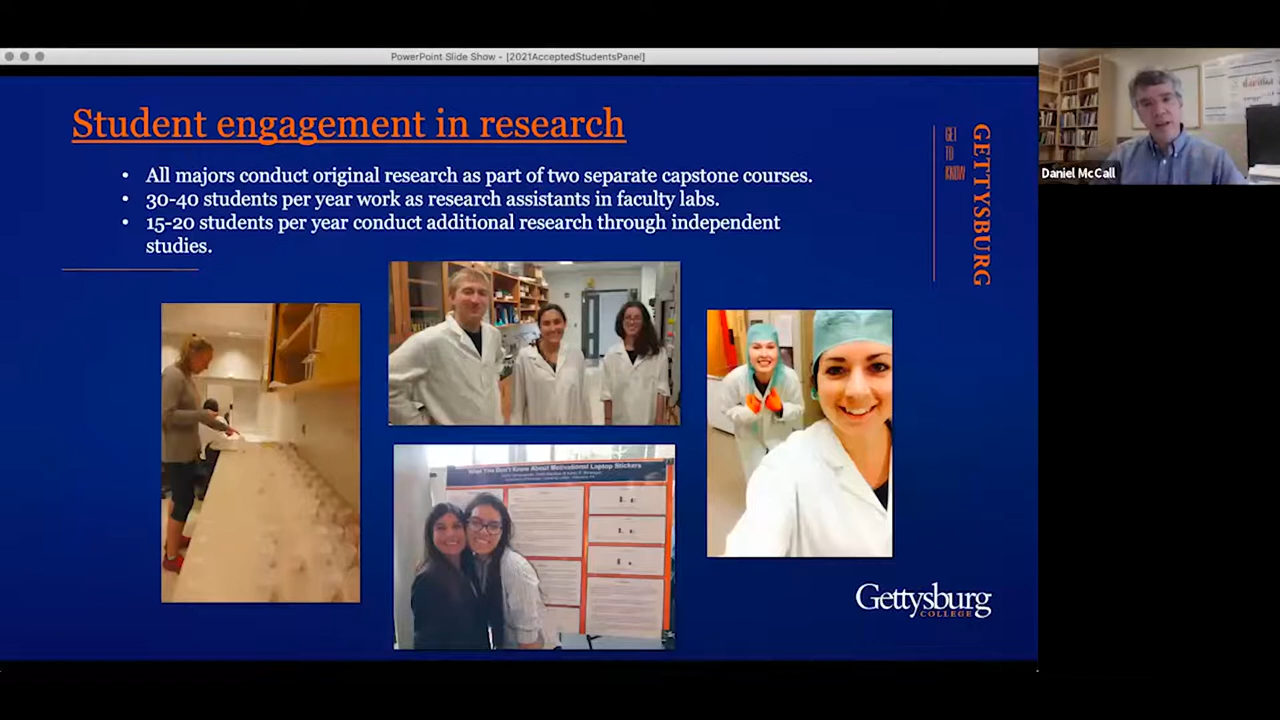 PowerPoint Slide Show - [2021AcceptedStudentsPanel]
Student engagement in research
• All majors conduct original research as part of two separate capstone courses.
• 30-40 students per year work as research assistants in faculty labs.
• 15-20 students per year conduct additional research through independent
studies.
GET
TO
KNOW
GETTYSBURG
Daniel McCall
What You Don't Know About Motivational Laptop Stickers
Gettysburg
COLLEGE